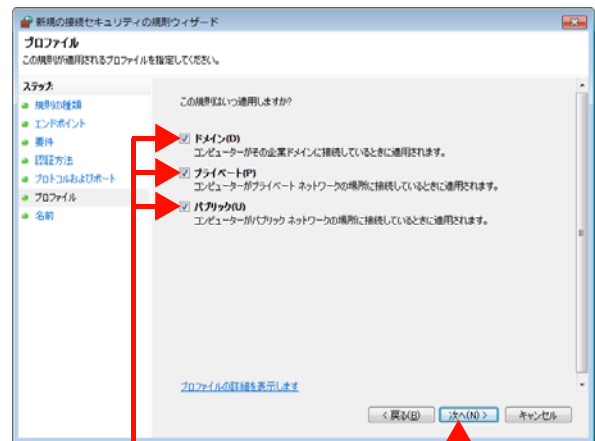 新規の接続セキュリティの規則ウィザード
プロファイル
この規則が適用されるプロファイルを指定してください。
ステップ:
規則の種類
エンドポイント
要件
認証方法
プロトコルおよびポート
プロファイル
名前
この規則はいつ適用しますか?
ドメイン(D)
コンピューターがその企業ドメインに接続しているときに適用されます。
プライベート(P)
コンピューターがプライベート ネットワークの場所に接続しているときに適用されます。
パブリック(U)
コンピューターがパブリック ネットワークの場所に接続しているときに適用されます。
プロファイルの詳細を表示します
< 戻る(B)
次へ(N) >
キャンセル